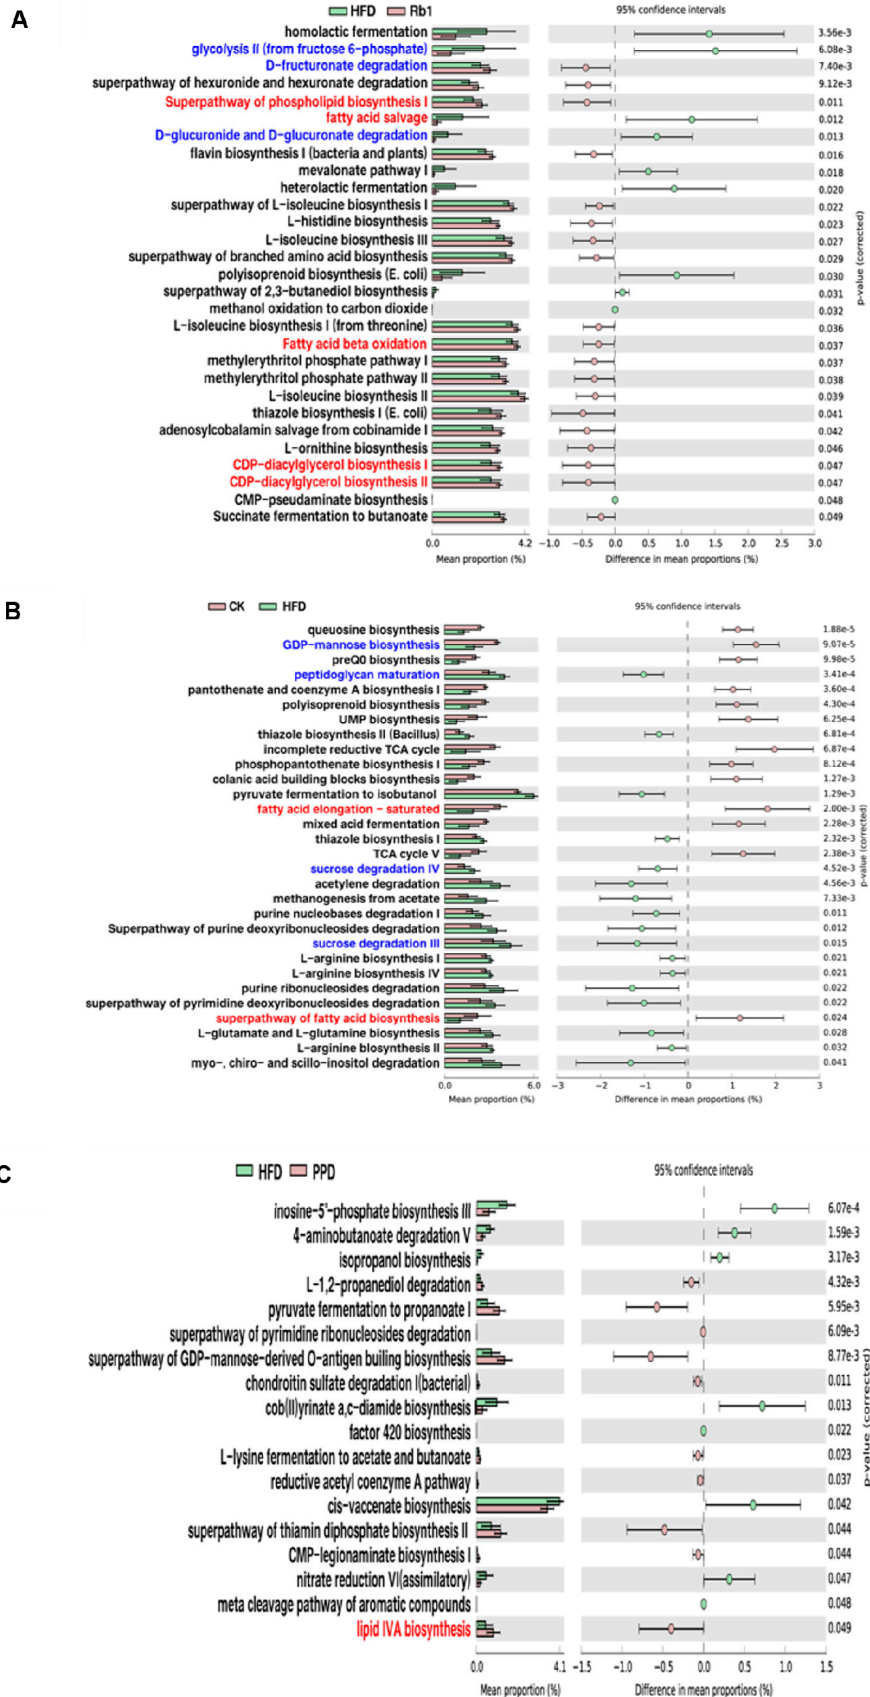 A
HFD Rb1
95% confidence intervals
homolactic fermentation 3.56e-3
glycolysis II (from fructose 6-phosphate) 6.08e-3
D-fructuronate degradation 7.40e-3
superpathway of hexuronide and hexuronate degradation 9.12e-3
Superpathway of phospholipid biosynthesis I 0.011
fatty acid salvage 0.012
D-glucuronide and D-glucuronate degradation 0.013
flavin biosynthesis I (bacteria and plants) 0.016
mevalonate pathway I 0.018
heterolactic fermentation 0.020
superpathway of L-isoleucine biosynthesis I 0.022
L-histidine biosynthesis 0.023
L-isoleucine biosynthesis III 0.027
superpathway of branched amino acid biosynthesis 0.029
polyisoprenoid biosynthesis (E. coli) 0.030
superpathway of 2,3-butanediol biosynthesis 0.031
methanol oxidation to carbon dioxide 0.032
L-isoleucine biosynthesis I (from threonine) 0.036
Fatty acid beta oxidation 0.037
methylerythritol phosphate pathway I 0.037
methylerythritol phosphate pathway II 0.038
L-isoleucine biosynthesis II 0.039
thiazole biosynthesis I (E. coli) 0.041
adenosylcobalamin salvage from cobinamide I 0.042
L-ornithine biosynthesis 0.046
CDP-diacylglycerol biosynthesis I 0.047
CDP-diacylglycerol biosynthesis II 0.047
CMP-pseudaminate biosynthesis 0.048
Succinate fermentation to butanoate 0.049
p-value (corrected)
0.0 4.2 -1.0 -0.5 0.0 0.5 1.0 1.5 2.0 2.5 3.0
Mean proportion (%) Difference in mean proportions (%)
B
CK HFD
95% confidence intervals
queuosine biosynthesis 1.88e-5
GDP-mannose biosynthesis 9.07e-5
preQ0 biosynthesis 9.98e-5
peptidoglycan maturation 3.41e-4
pantothenate and coenzyme A biosynthesis I 3.60e-4
polyisoprenoid biosynthesis 4.30e-4
UMP biosynthesis 6.25e-4
thiazole biosynthesis II (Bacillus) 6.81e-4
incomplete reductive TCA cycle 6.87e-4
phosphopantothenate biosynthesis I 8.12e-4
colanic acid building blocks biosynthesis 1.27e-3
pyruvate fermentation to isobutanol 1.29e-3
fatty acid elongation - saturated 2.00e-3
mixed acid fermentation 2.28e-3
thiazole biosynthesis I 2.32e-3
TCA cycle V 2.38e-3
sucrose degradation IV 4.52e-3
acetylene degradation 4.56e-3
methanogenesis from acetate 7.33e-3
purine nucleobases degradation I 0.011
Superpathway of purine deoxyribonucleosides degradation 0.012
sucrose degradation III 0.015
L-arginine biosynthesis I 0.021
L-arginine biosynthesis IV 0.021
purine ribonucleosides degradation 0.022
superpathway of pyrimidine deoxyribonucleosides degradation 0.022
superpathway of fatty acid biosynthesis 0.024
L-glutamate and L-glutamine biosynthesis 0.028
L-arginine biosynthesis II 0.032
myo-, chiro- and scillo-inositol degradation 0.041
p-value (corrected)
0.0 6.0 -3 -2 -1 0 1 2 3
Mean proportion (%) Difference in mean proportions (%)
C
HFD PPD
95% confidence intervals
inosine-5'-phosphate biosynthesis III 6.07e-4
4-aminobutanoate degradation V 1.59e-3
isopropanol biosynthesis 3.17e-3
L-1,2-propanediol degradation 4.32e-3
pyruvate fermentation to propanoate I 5.95e-3
superpathway of pyrimidine ribonucleosides degradation 6.09e-3
superpathway of GDP-mannose-derived O-antigen builing biosynthesis 8.77e-3
chondroitin sulfate degradation I(bacterial) 0.011
cob(II)yrinate a,c-diamide biosynthesis 0.013
factor 420 biosynthesis 0.022
L-lysine fermentation to acetate and butanoate 0.023
reductive acetyl coenzyme A pathway 0.037
cis-vaccenate biosynthesis 0.042
superpathway of thiamin diphosphate biosynthesis II 0.044
CMP-legionaminate biosynthesis I 0.044
nitrate reduction VI(assimilatory) 0.047
meta cleavage pathway of aromatic compounds 0.048
lipid IVA biosynthesis 0.049
p-value (corrected)
0.0 4.1 -1.5 -1.0 -0.5 0.0 0.5 1.0 1.5
Mean proportion (%) Difference in mean proportions (%)